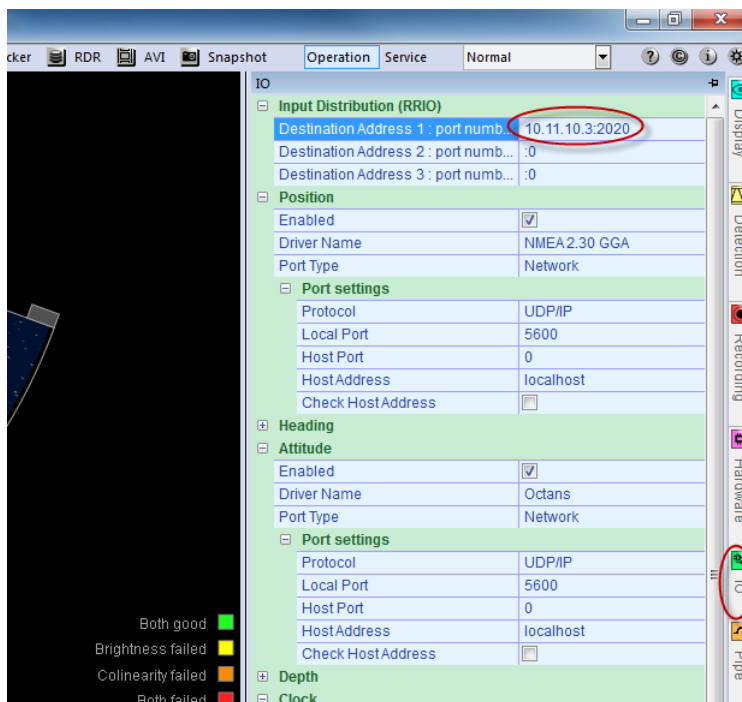 cker RDR AVI Snapshot Operation Service Normal
IO
Input Distribution (RRIO)
Destination Address 1 : port numb... 10.11.10.3:2020
Destination Address 2 : port numb... :0
Destination Address 3 : port numb... :0
Position
Enabled
Driver Name NMEA 2.30 GGA
Port Type Network
Port settings
Protocol UDP/IP
Local Port 5600
Host Port 0
Host Address localhost
Check Host Address
Heading
Attitude
Enabled
Driver Name Octans
Port Type Network
Port settings
Protocol UDP/IP
Local Port 5600
Host Port 0
Host Address localhost
Check Host Address
Depth
Clock
Both good
Brightness failed
Colinearity failed
Both failed
Display
Detection
Recording
Hardware
IO
Pipe